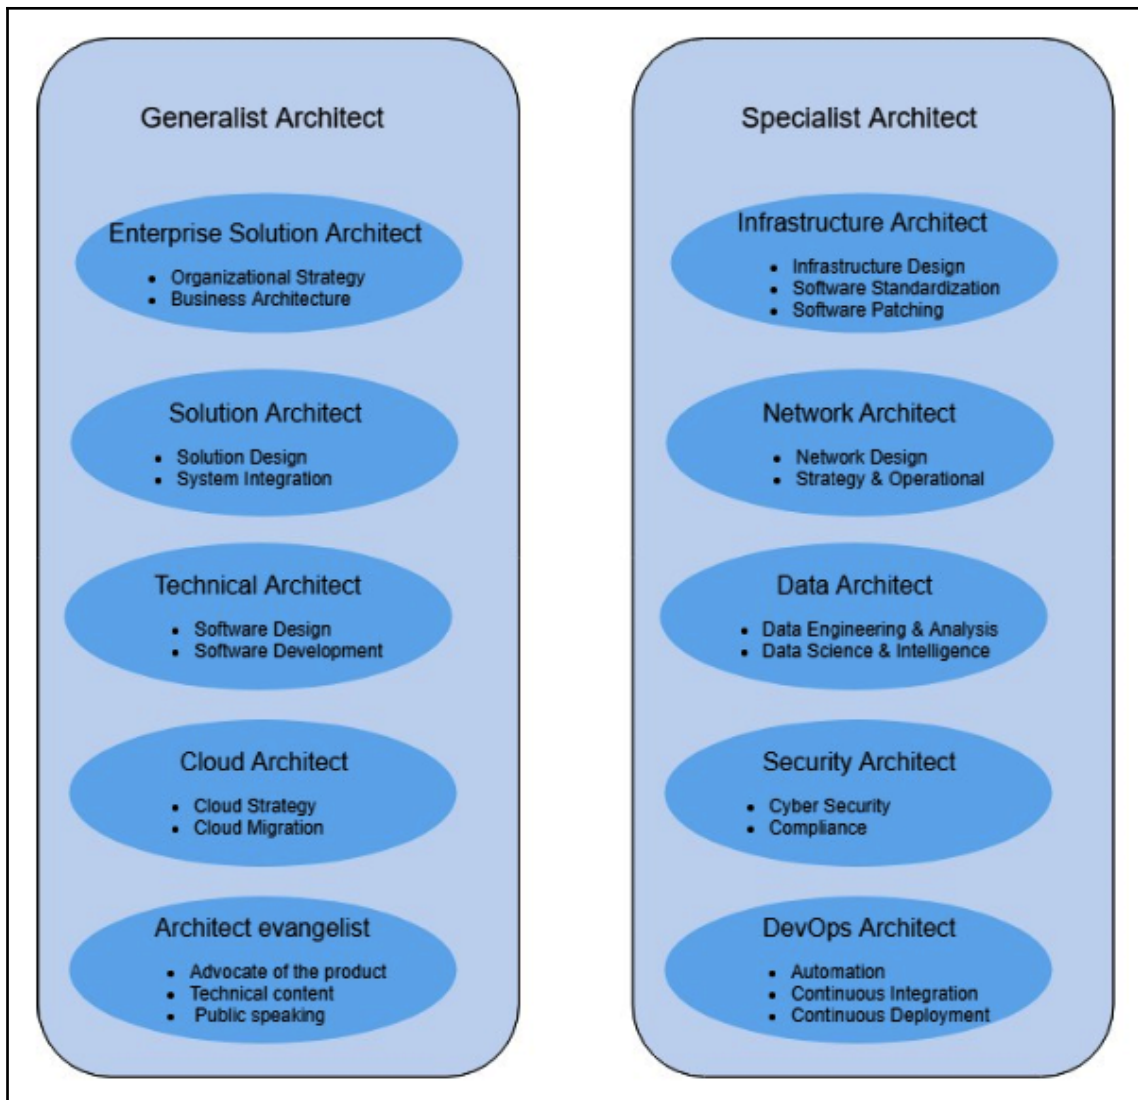 Generalist Architect
Enterprise Solution Architect
• Organizational Strategy
• Business Architecture
Solution Architect
• Solution Design
• System Integration
Technical Architect
• Software Design
• Software Development
Cloud Architect
• Cloud Strategy
• Cloud Migration
Architect evangelist
• Advocate of the product
• Technical content
• Public speaking
Specialist Architect
Infrastructure Architect
• Infrastructure Design
• Software Standardization
• Software Patching
Network Architect
• Network Design
• Strategy & Operational
Data Architect
• Data Engineering & Analysis
• Data Science & Intelligence
Security Architect
• Cyber Security
• Compliance
DevOps Architect
• Automation
• Continuous Integration
• Continuous Deployment